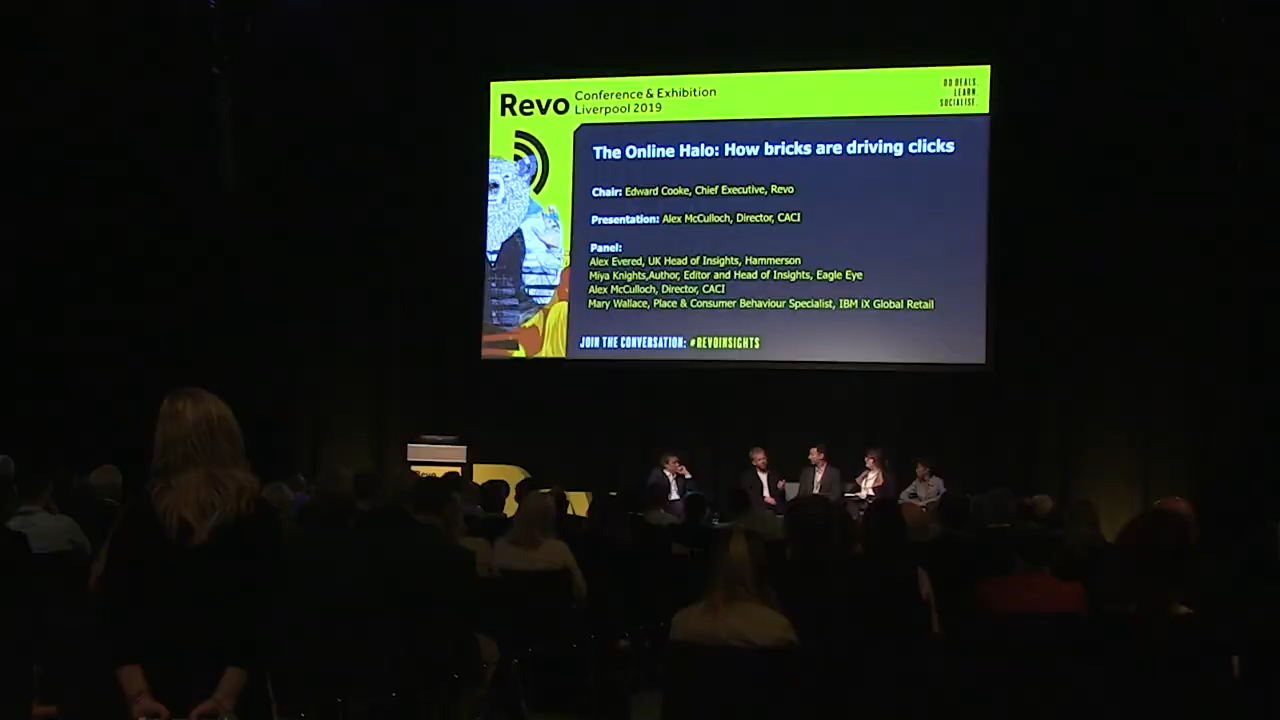 Revo Conference & Exhibition
Liverpool 2019
DO DEALS.
LEARN.
SOCIALISE.
The Online Halo: How bricks are driving clicks
Chair: Edward Cooke, Chief Executive, Revo
Presentation: Alex McCulloch, Director, CACI
Panel:
Alex Evered, UK Head of Insights, Hammerson
Miya Knights,Author, Editor and Head of Insights, Eagle Eye
Alex McCulloch, Director, CACI
Mary Wallace, Place & Consumer Behaviour Specialist, IBM iX Global Retail
JOIN THE CONVERSATION: #REVOINSIGHTS
Revo